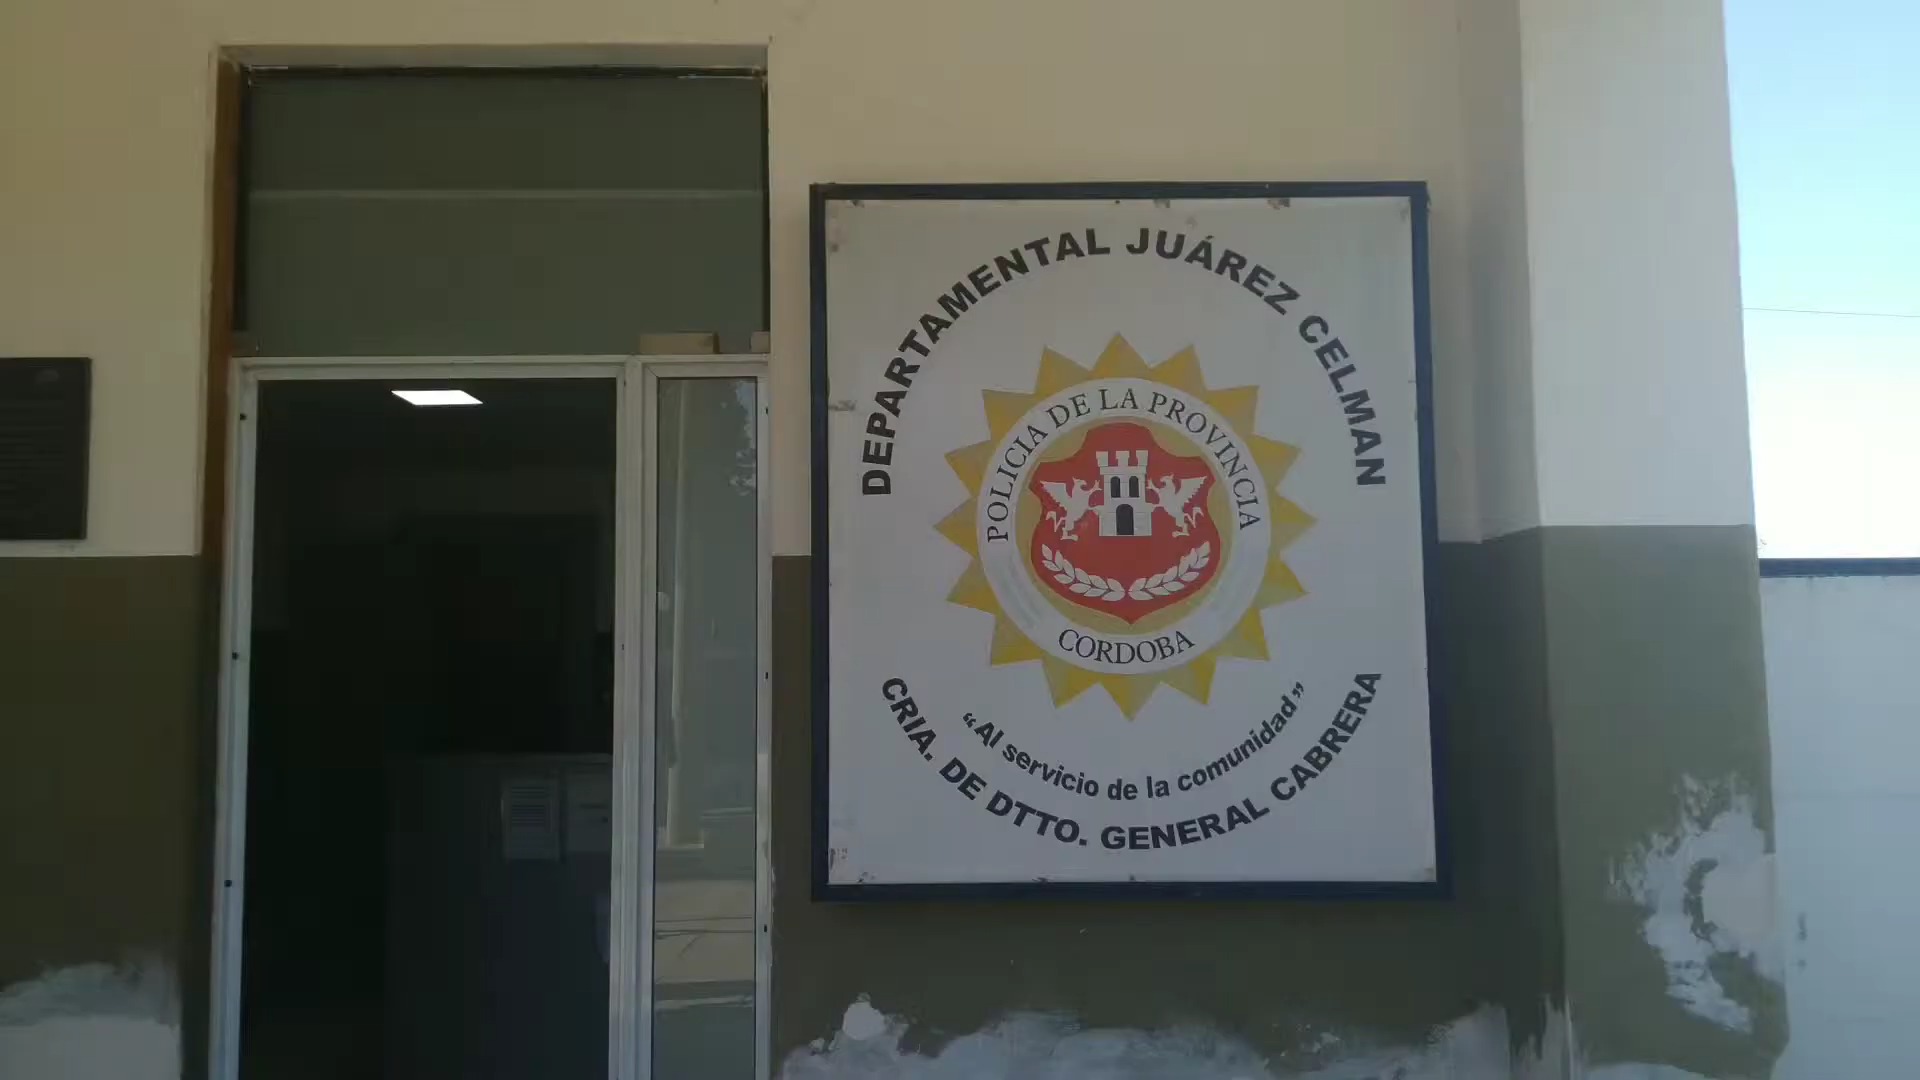 DEPARTAMENTAL JUÁREZ CELMAN
POLICIA DE LA PROVINCIA
CORDOBA
“Al servicio de la comunidad”
CRIA. DE DTTO. GENERAL CABRERA